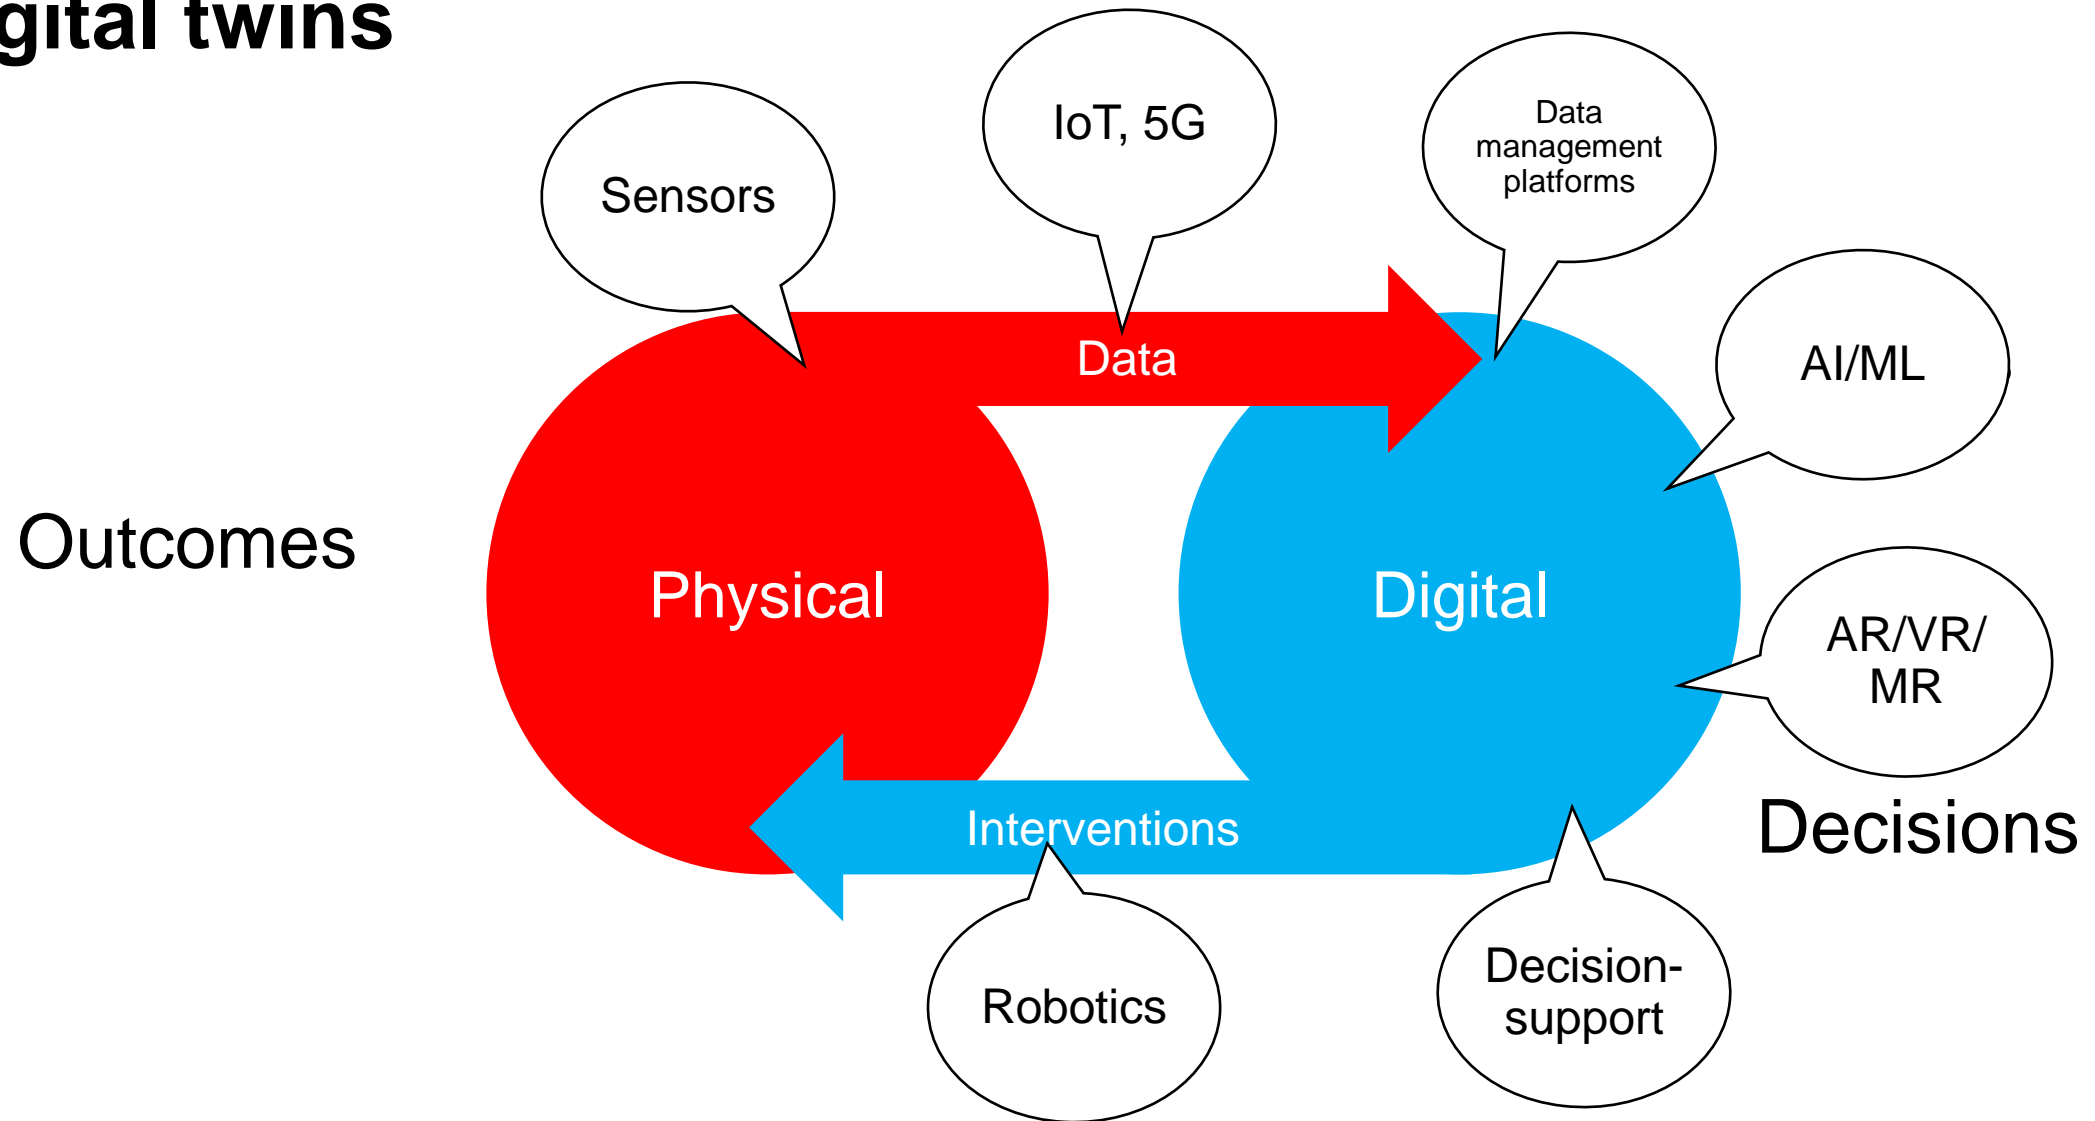 gital twins
IoT, 5G
Data
management
platforms
Sensors
Data
AI/ML
Outcomes
Physical
Digital
AR/VR/
MR
Interventions
Decisions
Robotics
Decision-
support